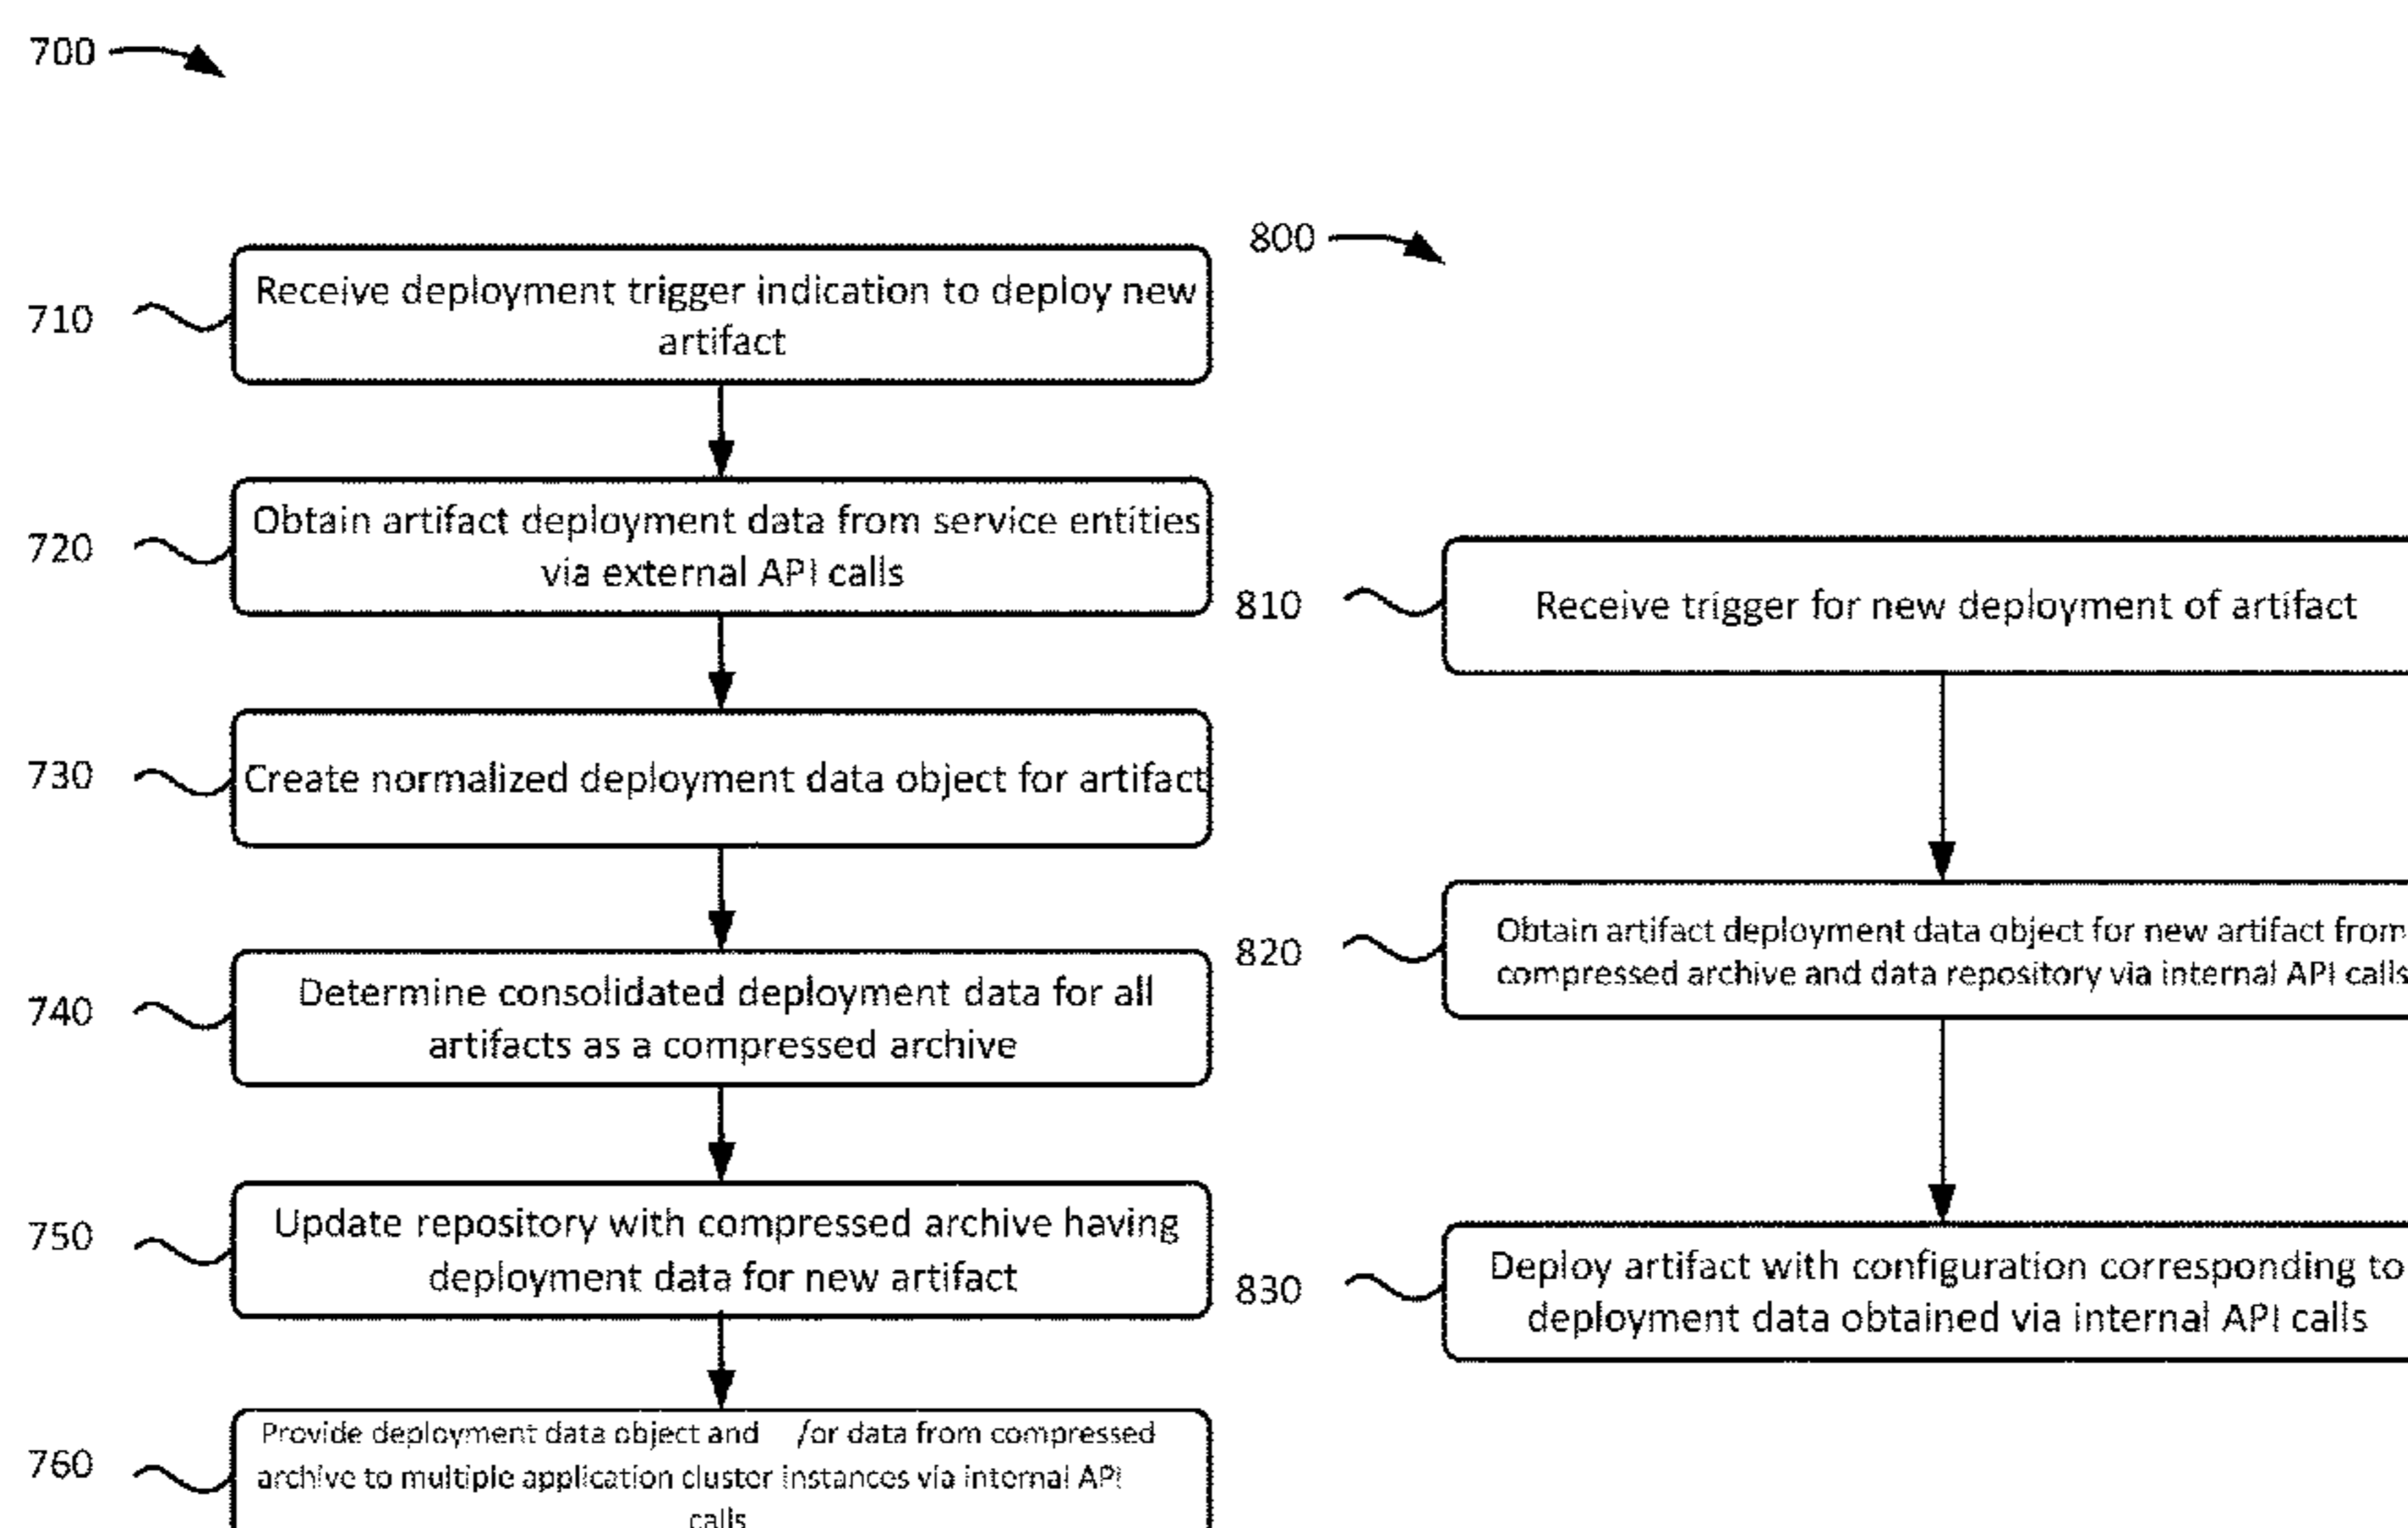 700
710
Receive deployment trigger indication to deploy new
artifact
720
Obtain artifact deployment data from service entities
via external API calls
730
Create normalized deployment data object for artifact
740
Determine consolidated deployment data for all
artifacts as a compressed archive
750
Update repository with compressed archive having
deployment data for new artifact
760
Provide deployment data object and /or data from compressed
archive to multiple application cluster instances via internal API
calls
800
810
Receive trigger for new deployment of artifact
820
Obtain artifact deployment data object for new artifact from
compressed archive and data repository via internal API calls
830
Deploy artifact with configuration corresponding to
deployment data obtained via internal API calls